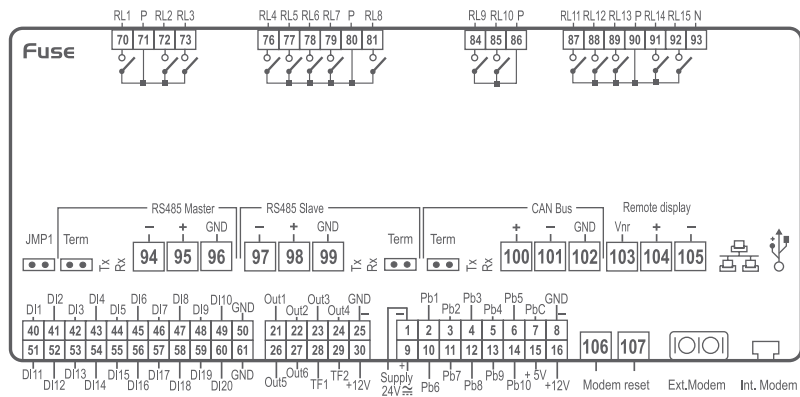 RL1 P RL2 RL3 RL4 RL5 RL6 RL7 P RL8 RL9 RL10 P RL11 RL12 RL13 P RL14 RL15 N
70 71 72 73 76 77 78 79 80 81 84 85 86 87 88 89 90 91 92 93
Fuse
RS485 Master RS485 Slave CAN Bus Remote display
JMP1 Term − + GND − + GND Term Term + − GND Vnr + −
Tx Rx 94 95 96 97 98 99 Tx Rx Tx Rx 100 101 102 103 104 105
DI1 DI2 DI3 DI4 DI5 DI6 DI7 DI8 DI9 DI10 GND Out1 Out2 Out3 Out4 GND − − Pb1 Pb2 Pb3 Pb4 Pb5 PbC GND −
40 41 42 43 44 45 46 47 48 49 50 21 22 23 24 25 1 2 3 4 5 6 7 8
51 52 53 54 55 56 57 58 59 60 61 26 27 28 29 30 9 10 11 12 13 14 15 16 106 107
DI11 DI12 DI13 DI14 DI15 DI16 DI17 DI18 DI19 DI20 GND Out5 Out6 TF1 TF2 +12V + Supply 24V Pb6 Pb7 Pb8 Pb9 Pb10 + 5V +12V Modem reset Ext.Modem Int. Modem